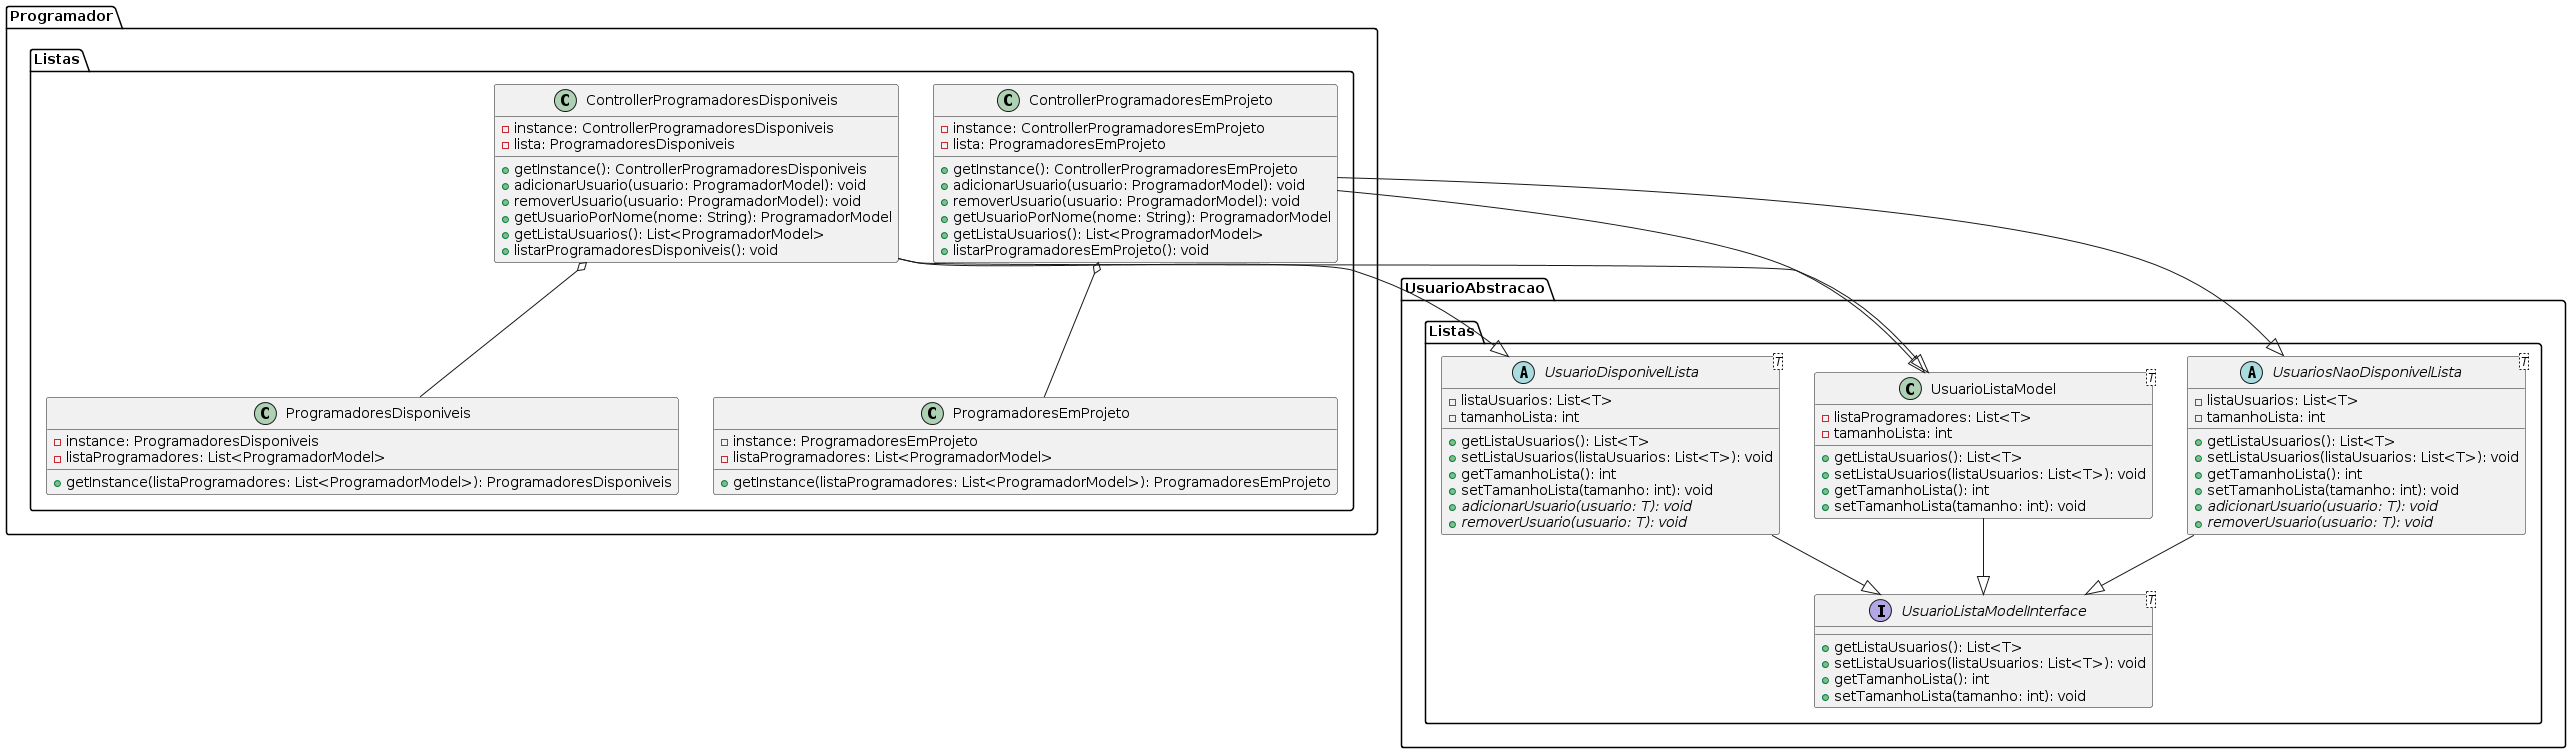 Programador
Listas
C ControllerProgramadoresDisponiveis
instance: ControllerProgramadoresDisponiveis
lista: ProgramadoresDisponiveis
getInstance(): ControllerProgramadoresDisponiveis
adicionarUsuario(usuario: ProgramadorModel): void
removerUsuario(usuario: ProgramadorModel): void
getUsuarioPorNome(nome: String): ProgramadorModel
getListaUsuarios(): List<ProgramadorModel>
listarProgramadoresDisponiveis(): void
C ControllerProgramadoresEmProjeto
instance: ControllerProgramadoresEmProjeto
lista: ProgramadoresEmProjeto
getInstance(): ControllerProgramadoresEmProjeto
adicionarUsuario(usuario: ProgramadorModel): void
removerUsuario(usuario: ProgramadorModel): void
getUsuarioPorNome(nome: String): ProgramadorModel
getListaUsuarios(): List<ProgramadorModel>
listarProgramadoresEmProjeto(): void
C ProgramadoresDisponiveis
instance: ProgramadoresDisponiveis
listaProgramadores: List<ProgramadorModel>
getInstance(listaProgramadores: List<ProgramadorModel>): ProgramadoresDisponiveis
C ProgramadoresEmProjeto
instance: ProgramadoresEmProjeto
listaProgramadores: List<ProgramadorModel>
getInstance(listaProgramadores: List<ProgramadorModel>): ProgramadoresEmProjeto
UsuarioAbstracao
Listas
A UsuarioDisponivelLista T
listaUsuarios: List<T>
tamanhoLista: int
getListaUsuarios(): List<T>
setListaUsuarios(listaUsuarios: List<T>): void
getTamanhoLista(): int
setTamanhoLista(tamanho: int): void
adicionarUsuario(usuario: T): void
removerUsuario(usuario: T): void
C UsuarioListaModel T
listaProgramadores: List<T>
tamanhoLista: int
getListaUsuarios(): List<T>
setListaUsuarios(listaUsuarios: List<T>): void
getTamanhoLista(): int
setTamanhoLista(tamanho: int): void
A UsuariosNaoDisponivelLista T
listaUsuarios: List<T>
tamanhoLista: int
getListaUsuarios(): List<T>
setListaUsuarios(listaUsuarios: List<T>): void
getTamanhoLista(): int
setTamanhoLista(tamanho: int): void
adicionarUsuario(usuario: T): void
removerUsuario(usuario: T): void
I UsuarioListaModelInterface T
getListaUsuarios(): List<T>
setListaUsuarios(listaUsuarios: List<T>): void
getTamanhoLista(): int
setTamanhoLista(tamanho: int): void